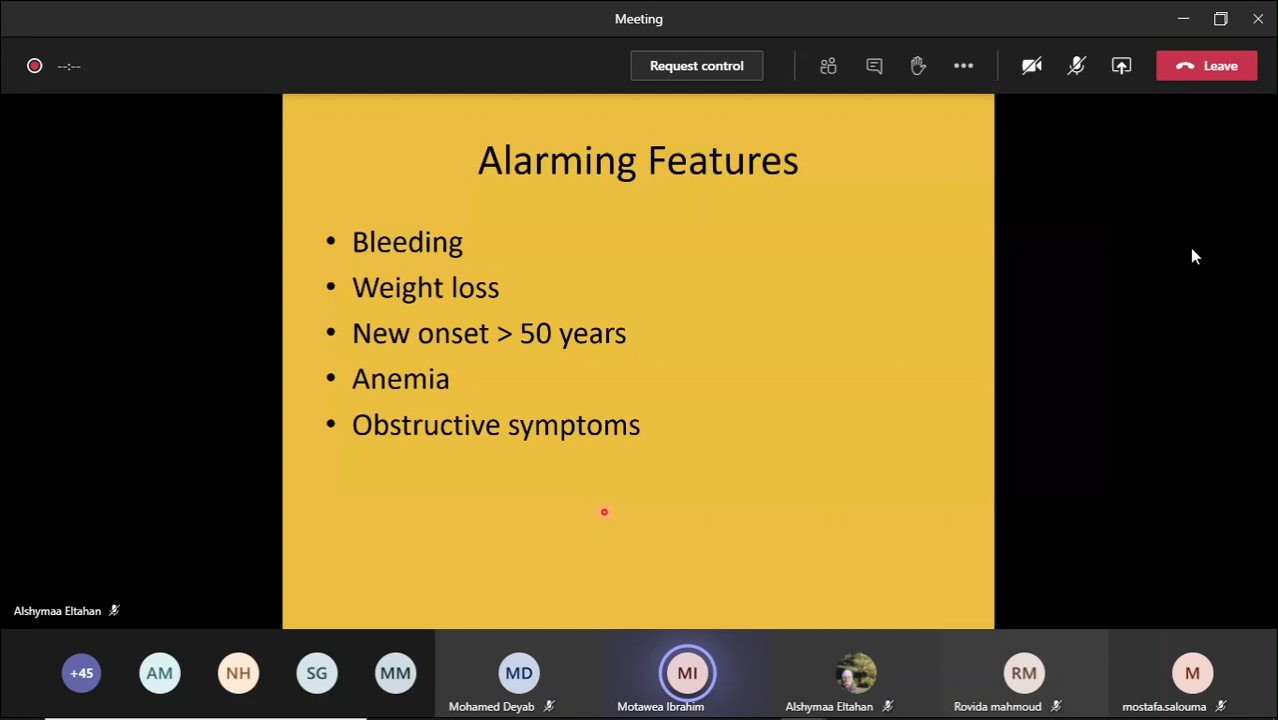 Meeting
--:--
Request control
Leave
Alarming Features
• Bleeding
• Weight loss
• New onset > 50 years
• Anemia
• Obstructive symptoms
Alshymaa Eltahan
+45
AM
NH
SG
MM
MD
MI
RM
M
Mohamed Deyab
Motawea Ibrahim
Alshymaa Eltahan
Rovida mahmoud
mostafa.salouma